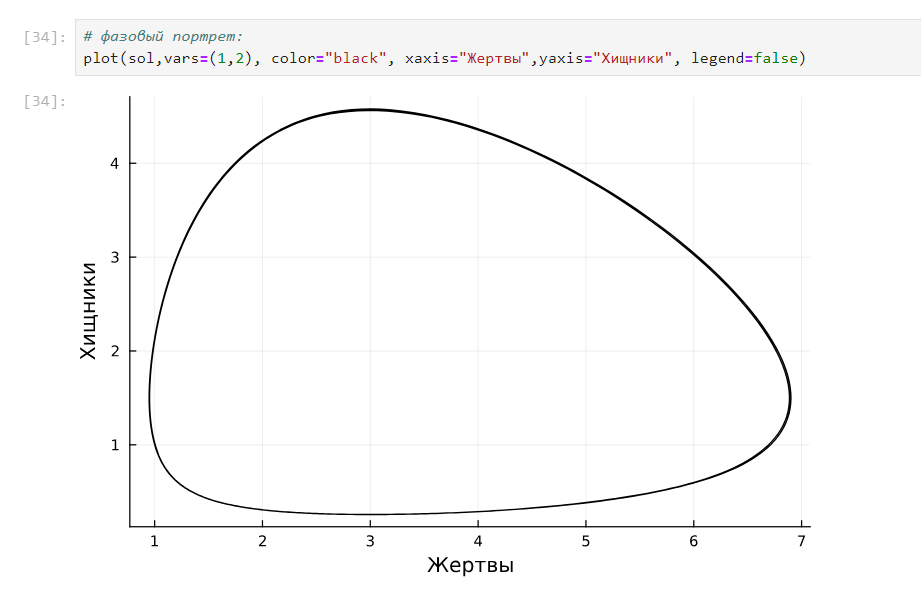 [34]:
# фазовый портрет:
plot(sol,vars=(1,2), color="black", xaxis="Жертвы",yaxis="Хищники", legend=false)
[34]:
4
3
2
1
Хищники
1 2 3 4 5 6 7
Жертвы